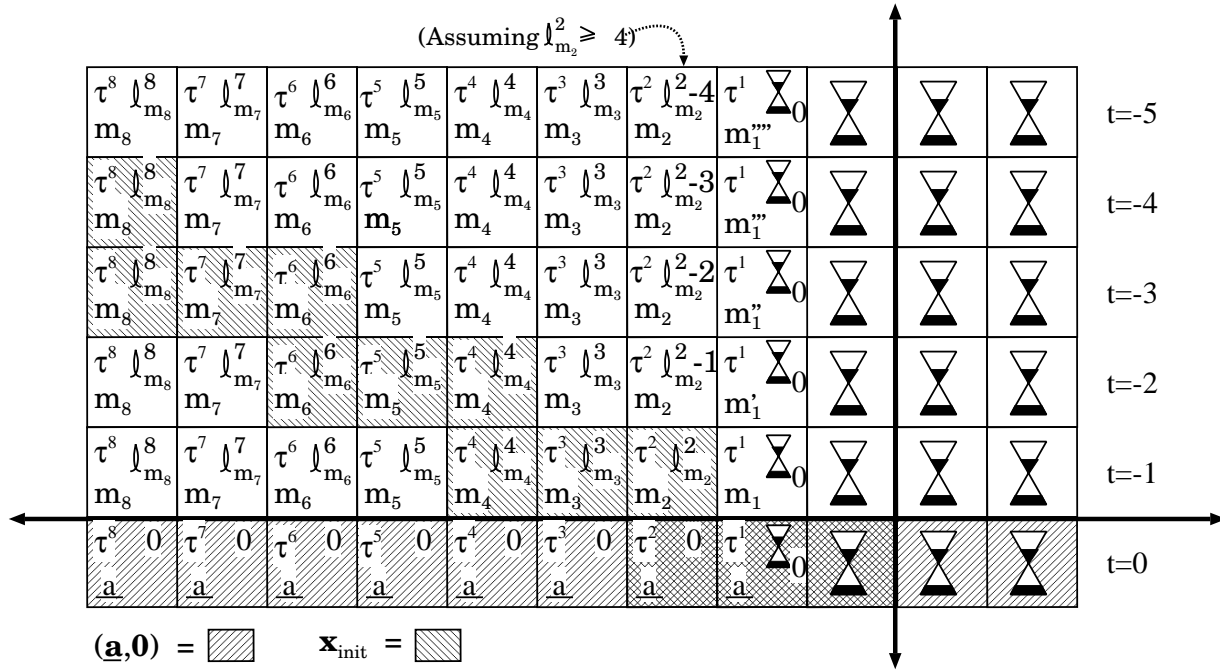 (Assuming ℓ²ₘ₂ ≥ 4)
τ⁸ ℓ⁸ₘ₈ τ⁷ ℓ⁷ₘ₇ τ⁶ ℓ⁶ₘ₆ τ⁵ ℓ⁵ₘ₅ τ⁴ ℓ⁴ₘ₄ τ³ ℓ³ₘ₃ τ² ℓ²ₘ₂-4 τ¹ 0 t=-5
m₈ m₇ m₆ m₅ m₄ m₃ m₂ m₁''''
τ⁸ ℓ⁸ₘ₈ τ⁷ ℓ⁷ₘ₇ τ⁶ ℓ⁶ₘ₆ τ⁵ ℓ⁵ₘ₅ τ⁴ ℓ⁴ₘ₄ τ³ ℓ³ₘ₃ τ² ℓ²ₘ₂-3 τ¹ 0 t=-4
m₈ m₇ m₆ m₅ m₄ m₃ m₂ m₁'''
τ⁸ ℓ⁸ₘ₈ τ⁷ ℓ⁷ₘ₇ τ⁶ ℓ⁶ₘ₆ τ⁵ ℓ⁵ₘ₅ τ⁴ ℓ⁴ₘ₄ τ³ ℓ³ₘ₃ τ² ℓ²ₘ₂-2 τ¹ 0 t=-3
m₈ m₇ m₆ m₅ m₄ m₃ m₂ m₁''
τ⁸ ℓ⁸ₘ₈ τ⁷ ℓ⁷ₘ₇ τ⁶ ℓ⁶ₘ₆ τ⁵ ℓ⁵ₘ₅ τ⁴ ℓ⁴ₘ₄ τ³ ℓ³ₘ₃ τ² ℓ²ₘ₂-1 τ¹ 0 t=-2
m₈ m₇ m₆ m₅ m₄ m₃ m₂ m₁'
τ⁸ ℓ⁸ₘ₈ τ⁷ ℓ⁷ₘ₇ τ⁶ ℓ⁶ₘ₆ τ⁵ ℓ⁵ₘ₅ τ⁴ ℓ⁴ₘ₄ τ³ ℓ³ₘ₃ τ² ℓ²ₘ₂ τ¹ 0 t=-1
m₈ m₇ m₆ m₅ m₄ m₃ m₂ m₁
τ⁸ 0 τ⁷ 0 τ⁶ 0 τ⁵ 0 τ⁴ 0 τ³ 0 τ² 0 τ¹ 0 t=0
a a a a a a a a
(a,0) = x_init =